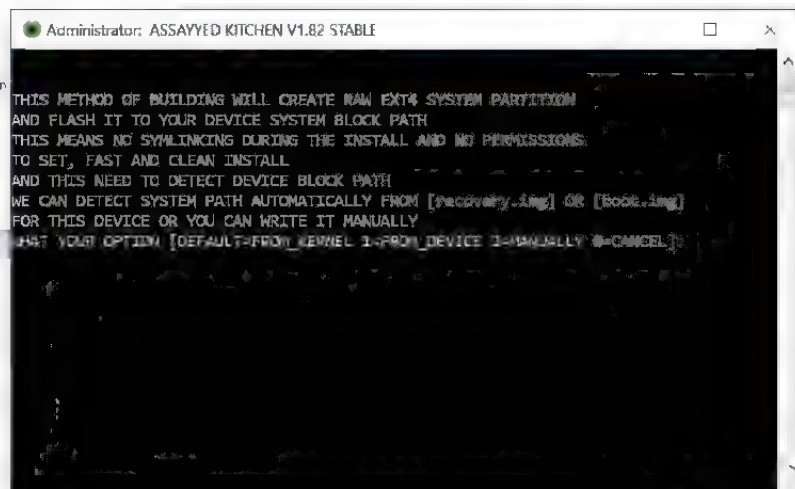 Administrator: ASSAYYED KITCHEN V1.82 STABLE
THIS METHOD OF BUILDING WILL CREATE RAW EXT4 SYSTEM PARTITION
AND FLASH IT TO YOUR DEVICE SYSTEM BLOCK PATH
THIS MEANS NO SYMLINKING DURING THE INSTALL AND NO PERMISSIONS
TO SET, FAST AND CLEAN INSTALL
AND THIS NEED TO DETECT DEVICE BLOCK PATH
WE CAN DETECT SYSTEM PATH AUTOMATICALLY FROM [recovery.img] OR [boot.img]
FOR THIS DEVICE OR YOU CAN WRITE IT MANUALLY
WHAT YOUR OPTION [DEFAULT=FROM_KERNEL 1=FROM_DEVICE 2=MANUALLY 0=CANCEL]: